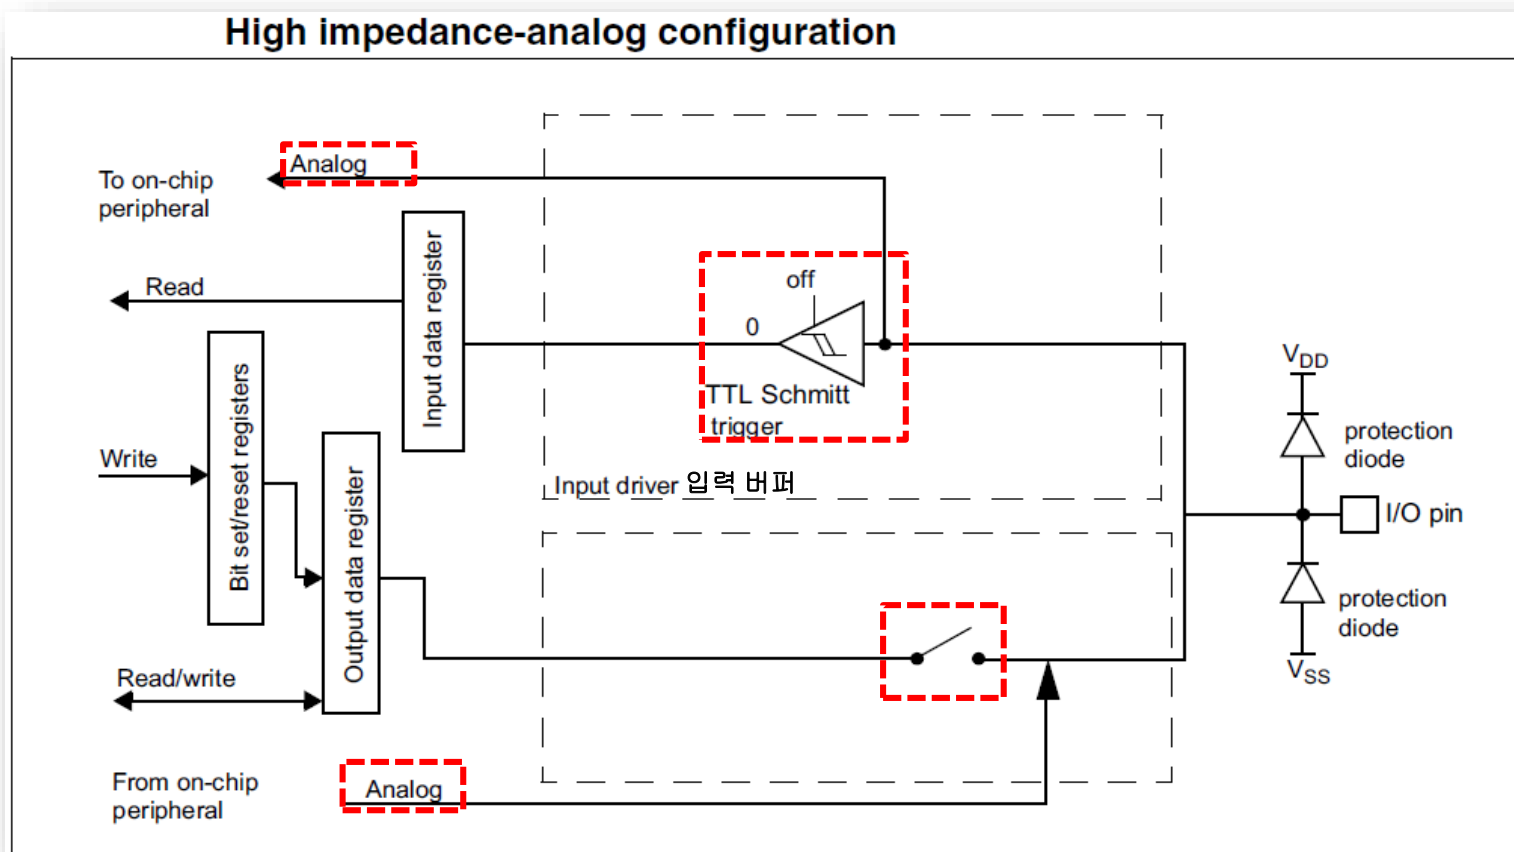 High impedance-analog configuration
Analog
To on-chip
peripheral
Read
Input data register
off
0
TTL Schmitt
trigger
Input driver 입력 버퍼
Bit set/reset registers
Write
Output data register
Read/write
From on-chip
peripheral
Analog
VDD
protection
diode
I/O pin
protection
diode
VSS